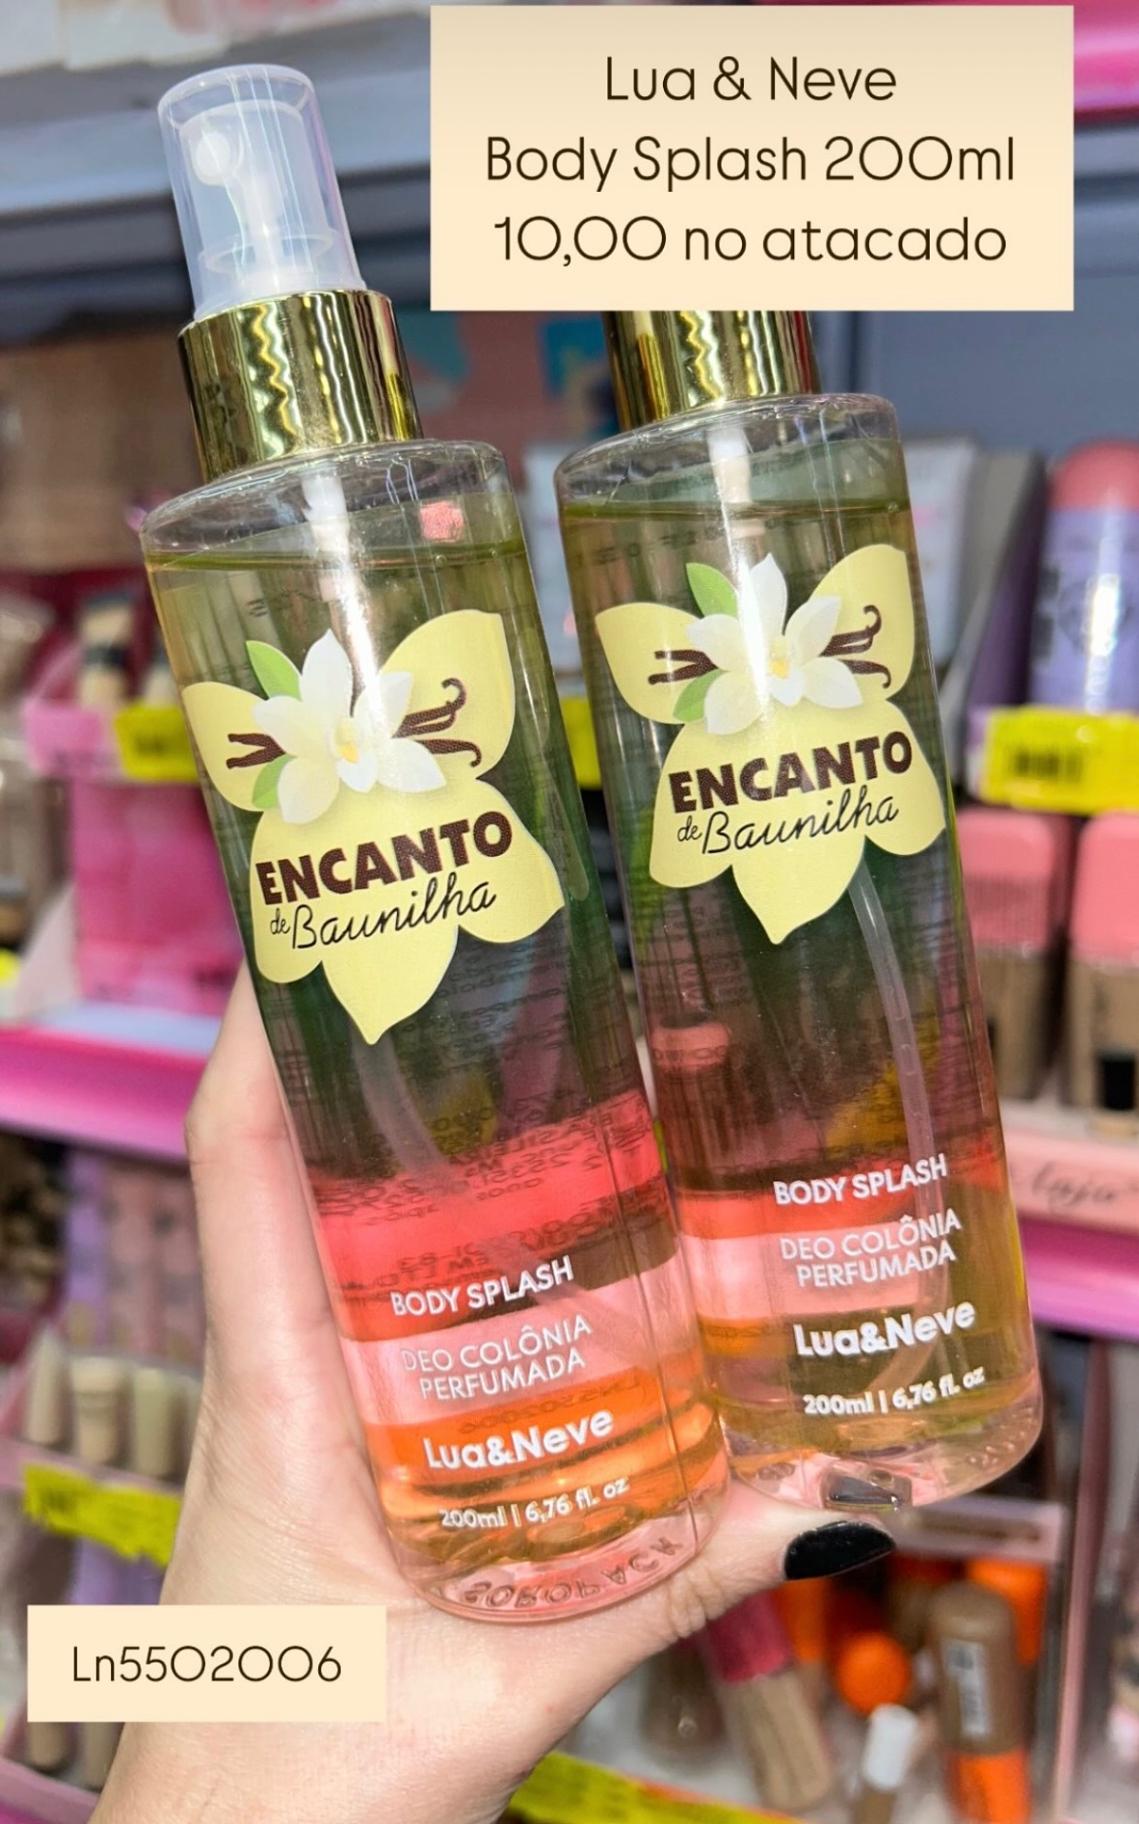 Lua & Neve
Body Splash 200ml
10,00 no atacado
ENCANTO
de Baunilha
BODY SPLASH
DEO COLÔNIA
PERFUMADA
Lua&Neve
200ml | 6,76 fl. oz
ENCANTO
de Baunilha
BODY SPLASH
DEO COLÔNIA
PERFUMADA
Lua&Neve
200ml | 6,76 fl. oz
Ln5502006